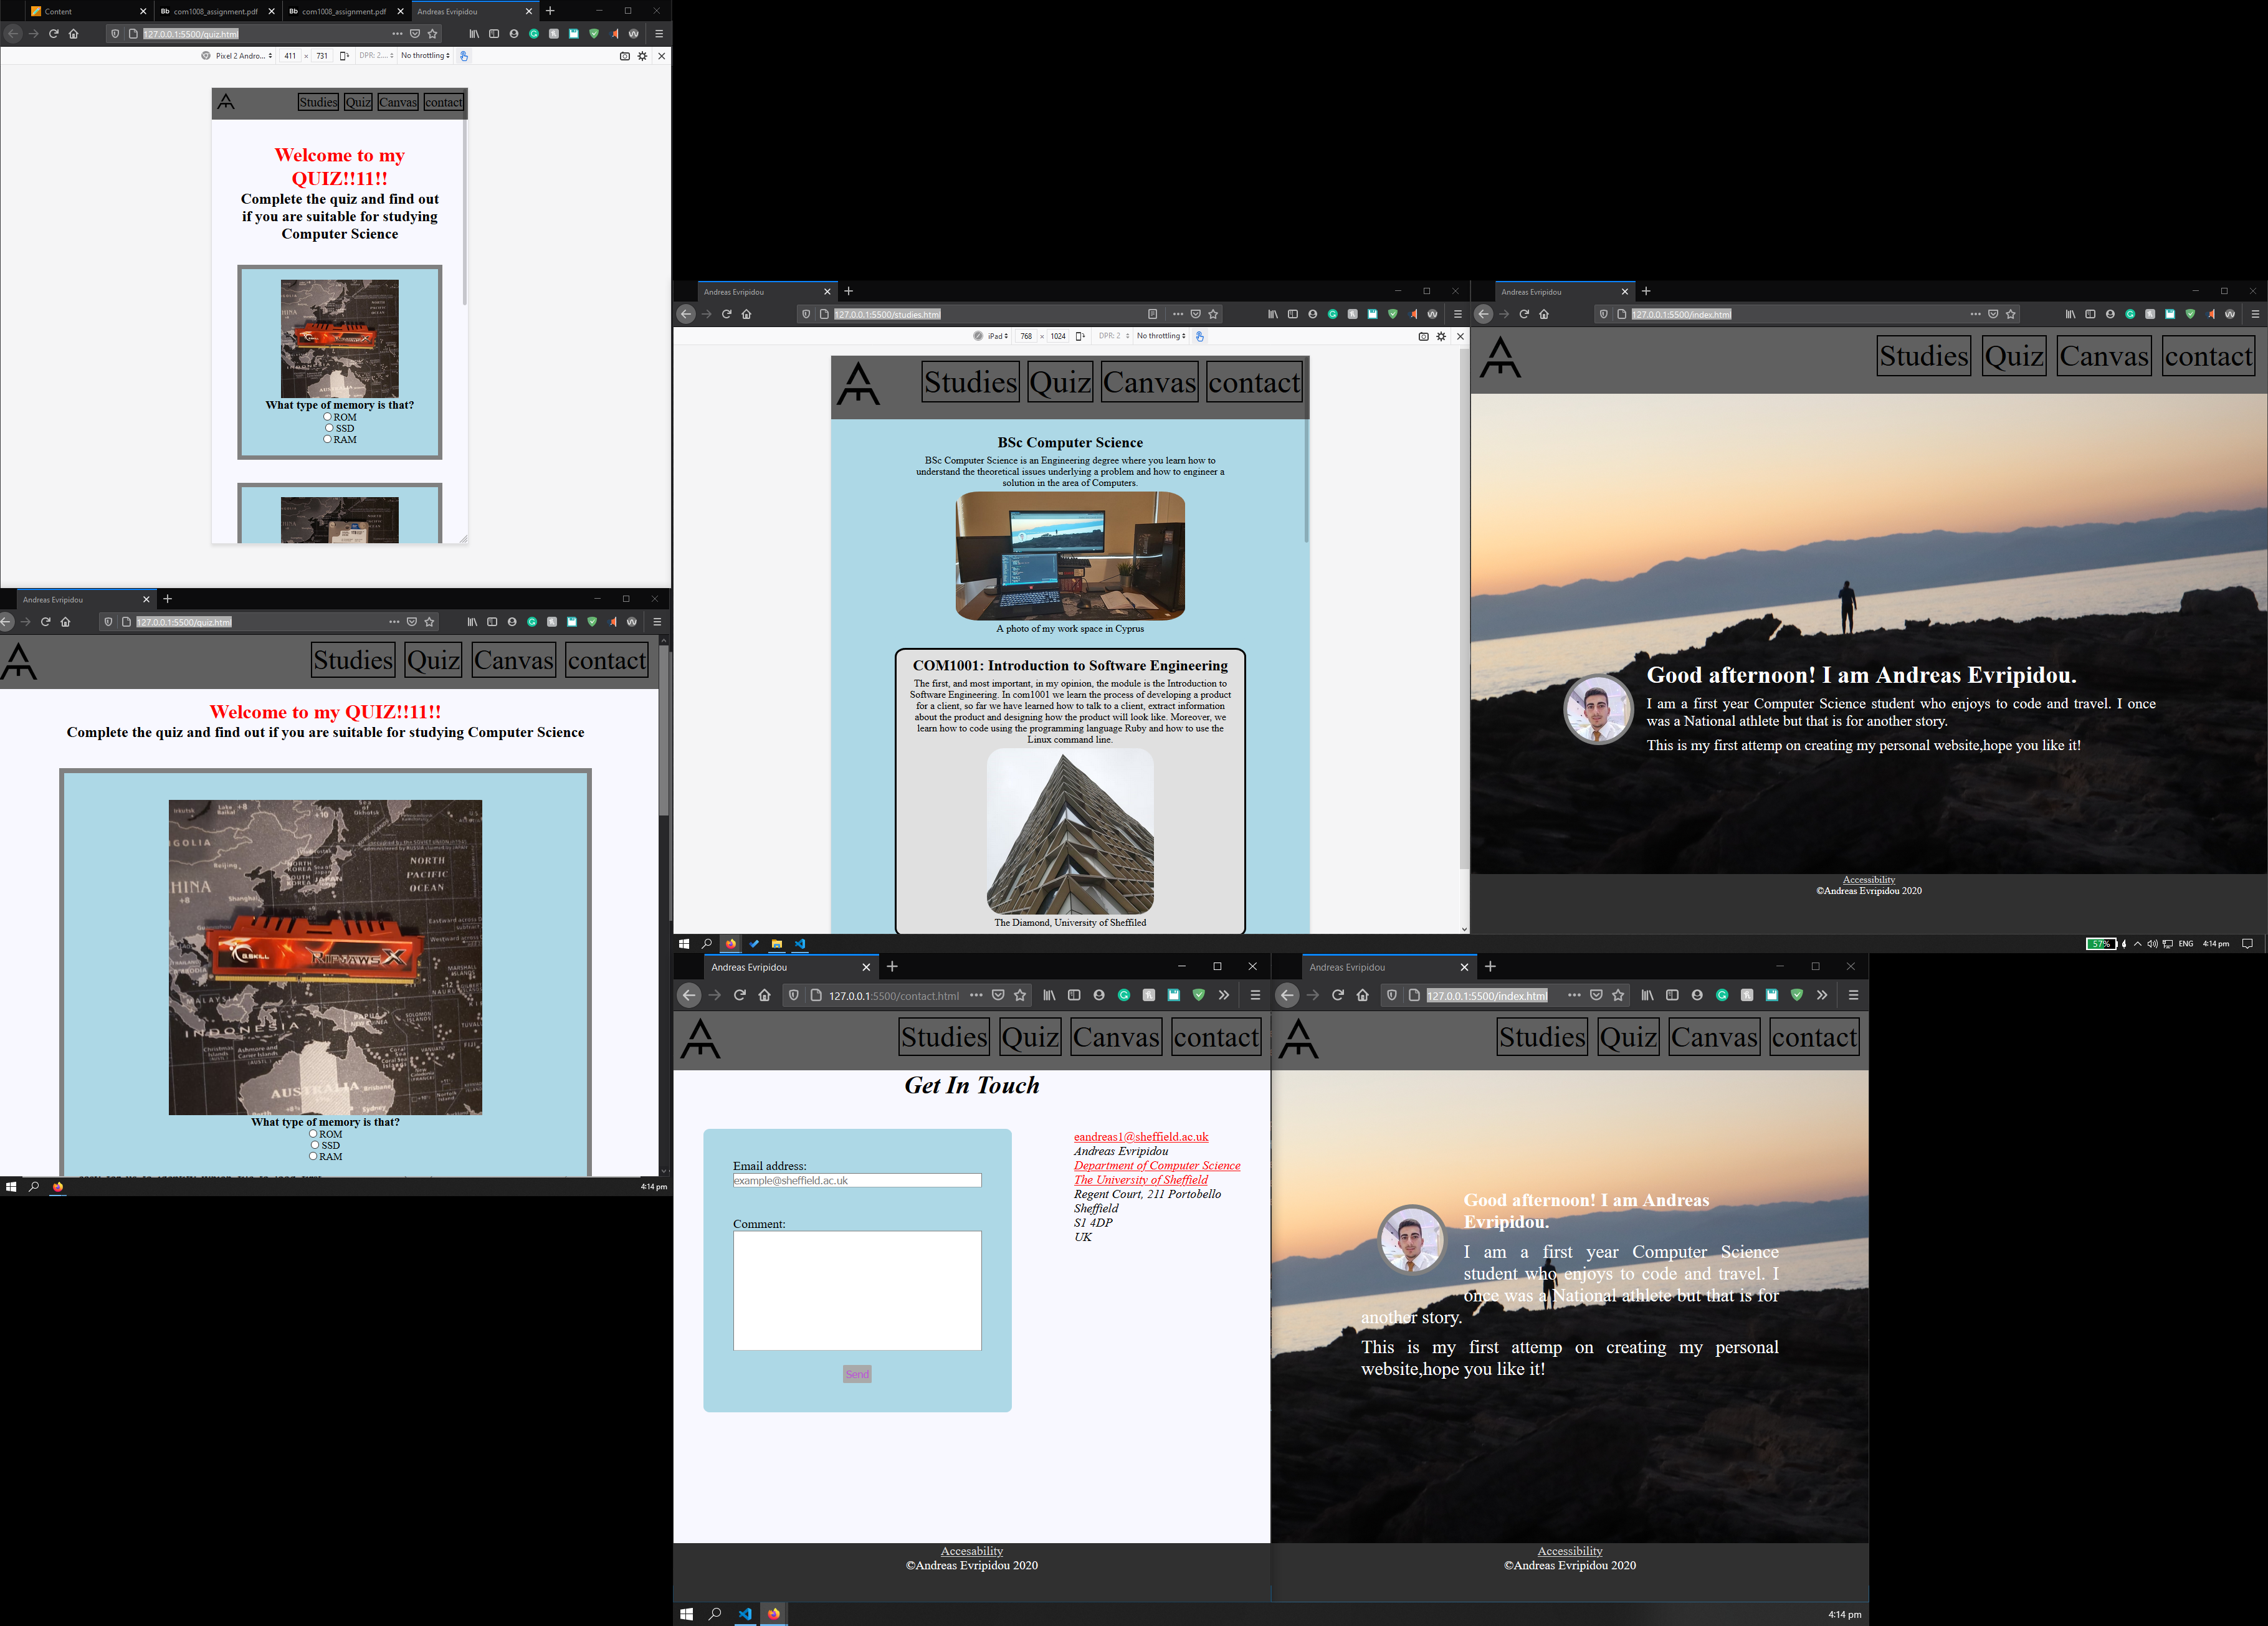 Content
com1008_assignment.pdf
com1008_assignment.pdf
Andreas Evripidou
127.0.0.1:5500/quiz.html
Pixel 2 Andro...
411 × 731
DPR: 2....
No throttling
Studies Quiz Canvas contact
Welcome to my
QUIZ!!11!!
Complete the quiz and find out
if you are suitable for studying
Computer Science
What type of memory is that?
ROM
SSD
RAM
Andreas Evripidou
127.0.0.1:5500/quiz.html
Studies Quiz Canvas contact
Welcome to my QUIZ!!11!!
Complete the quiz and find out if you are suitable for studying Computer Science
NORTH
PACIFIC
OCEAN
GOLIA
HINA
Shanghai
NORTH
KOREA
SOUTH
KOREA
JAPAN
G.SKILL
RIPJAWS X
MALAYSIA
INDONESIA
AUSTRALIA
What type of memory is that?
ROM
SSD
RAM
4:14 pm
Andreas Evripidou
127.0.0.1:5500/studies.html
iPad
768 × 1024
DPR: 2
No throttling
Studies Quiz Canvas contact
BSc Computer Science
BSc Computer Science is an Engineering degree where you learn how to
understand the theoretical issues underlying a problem and how to engineer a
solution in the area of Computers.
A photo of my work space in Cyprus
COM1001: Introduction to Software Engineering
The first, and most important, in my opinion, the module is the Introduction to
Software Engineering. In com1001 we learn the process of developing a product
for a client, so far we have learned how to talk to a client, extract information
about the product and designing how the product will look like. Moreover, we
learn how to code using the programming language Ruby and how to use the
Linux command line.
The Diamond, University of Sheffiled
Andreas Evripidou
127.0.0.1:5500/index.html
Studies Quiz Canvas contact
Good afternoon! I am Andreas Evripidou.
I am a first year Computer Science student who enjoys to code and travel. I once
was a National athlete but that is for another story.
This is my first attemp on creating my personal website,hope you like it!
Accessibility
©Andreas Evripidou 2020
57%
ENG
4:14 pm
Andreas Evripidou
127.0.0.1:5500/contact.html
Studies Quiz Canvas contact
Get In Touch
Email address:
example@sheffield.ac.uk
Comment:
Send
eandreas1@sheffield.ac.uk
Andreas Evripidou
Department of Computer Science
The University of Sheffield
Regent Court, 211 Portobello
Sheffield
S1 4DP
UK
Accesability
©Andreas Evripidou 2020
Andreas Evripidou
127.0.0.1:5500/index.html
Studies Quiz Canvas contact
Good afternoon! I am Andreas
Evripidou.
I am a first year Computer Science
student who enjoys to code and travel. I
once was a National athlete but that is for
another story.
This is my first attemp on creating my personal
website,hope you like it!
Accessibility
©Andreas Evripidou 2020
4:14 pm